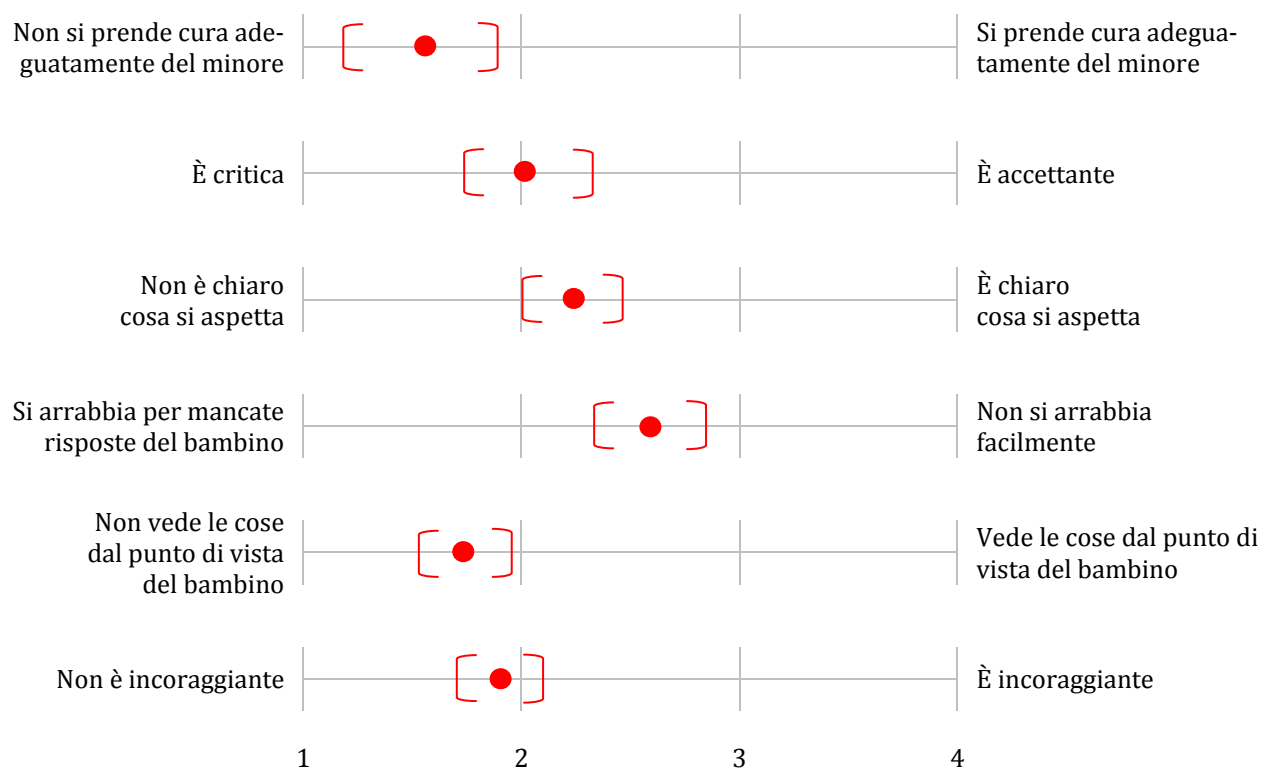 Non si prende cura ade-
guatamente del minore
Si prende cura adegua-
tamente del minore
È critica
È accettante
Non è chiaro
cosa si aspetta
È chiaro
cosa si aspetta
Si arrabbia per mancate
risposte del bambino
Non si arrabbia
facilmente
Non vede le cose
dal punto di vista
del bambino
Vede le cose dal punto di
vista del bambino
Non è incoraggiante
È incoraggiante
1 2 3 4